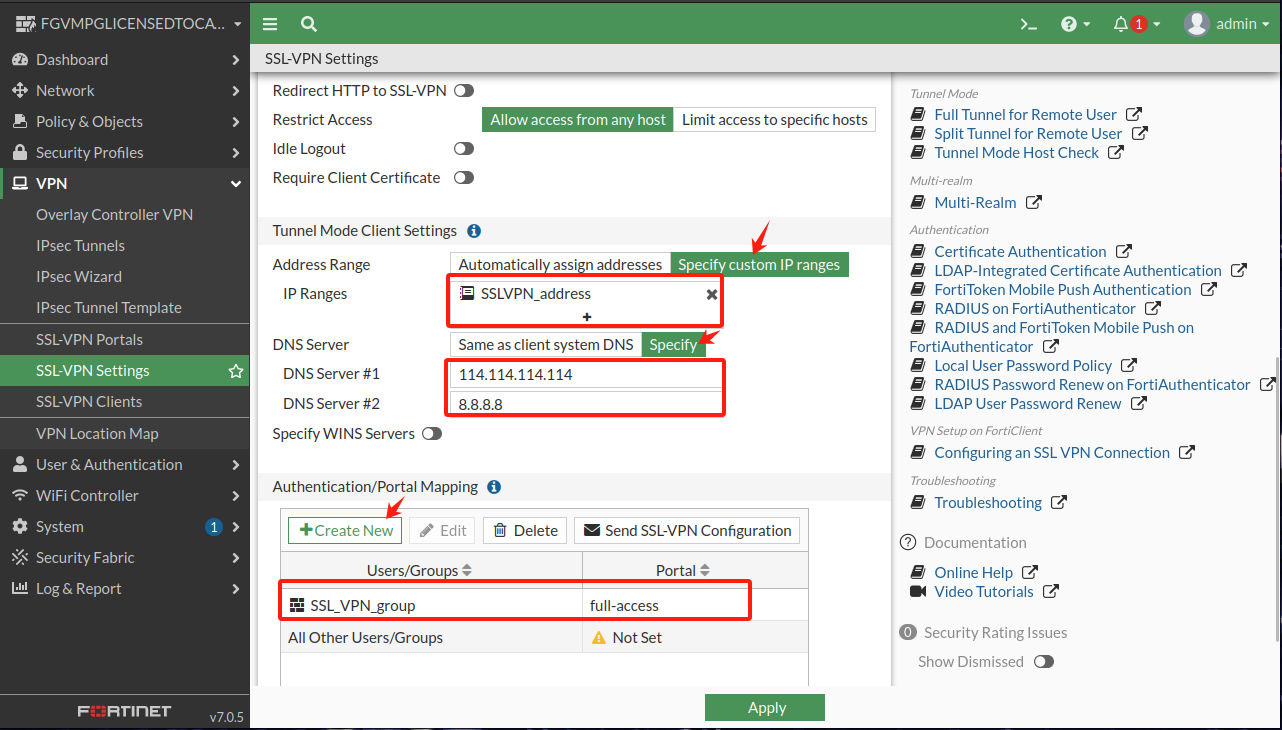 FGVMPGLICENSEDTOCA...
1
admin
Dashboard
Network
Policy & Objects
Security Profiles
VPN
Overlay Controller VPN
IPsec Tunnels
IPsec Wizard
IPsec Tunnel Template
SSL-VPN Portals
SSL-VPN Settings
SSL-VPN Clients
VPN Location Map
User & Authentication
WiFi Controller
System 1
Security Fabric
Log & Report
FORTINET v7.0.5
SSL-VPN Settings
Redirect HTTP to SSL-VPN
Restrict Access Allow access from any host Limit access to specific hosts
Idle Logout
Require Client Certificate
Tunnel Mode Client Settings
Address Range Automatically assign addresses Specify custom IP ranges
IP Ranges SSLVPN_address
+
DNS Server Same as client system DNS Specify
DNS Server #1 114.114.114.114
DNS Server #2 8.8.8.8
Specify WINS Servers
Authentication/Portal Mapping
+Create New Edit Delete Send SSL-VPN Configuration
Users/Groups Portal
SSL_VPN_group full-access
All Other Users/Groups Not Set
Apply
Tunnel Mode
Full Tunnel for Remote User
Split Tunnel for Remote User
Tunnel Mode Host Check
Multi-realm
Multi-Realm
Authentication
Certificate Authentication
LDAP-Integrated Certificate Authentication
FortiToken Mobile Push Authentication
RADIUS on FortiAuthenticator
RADIUS and FortiToken Mobile Push on
FortiAuthenticator
Local User Password Policy
RADIUS Password Renew on FortiAuthenticator
LDAP User Password Renew
VPN Setup on FortiClient
Configuring an SSL VPN Connection
Troubleshooting
Troubleshooting
Documentation
Online Help
Video Tutorials
0 Security Rating Issues
Show Dismissed